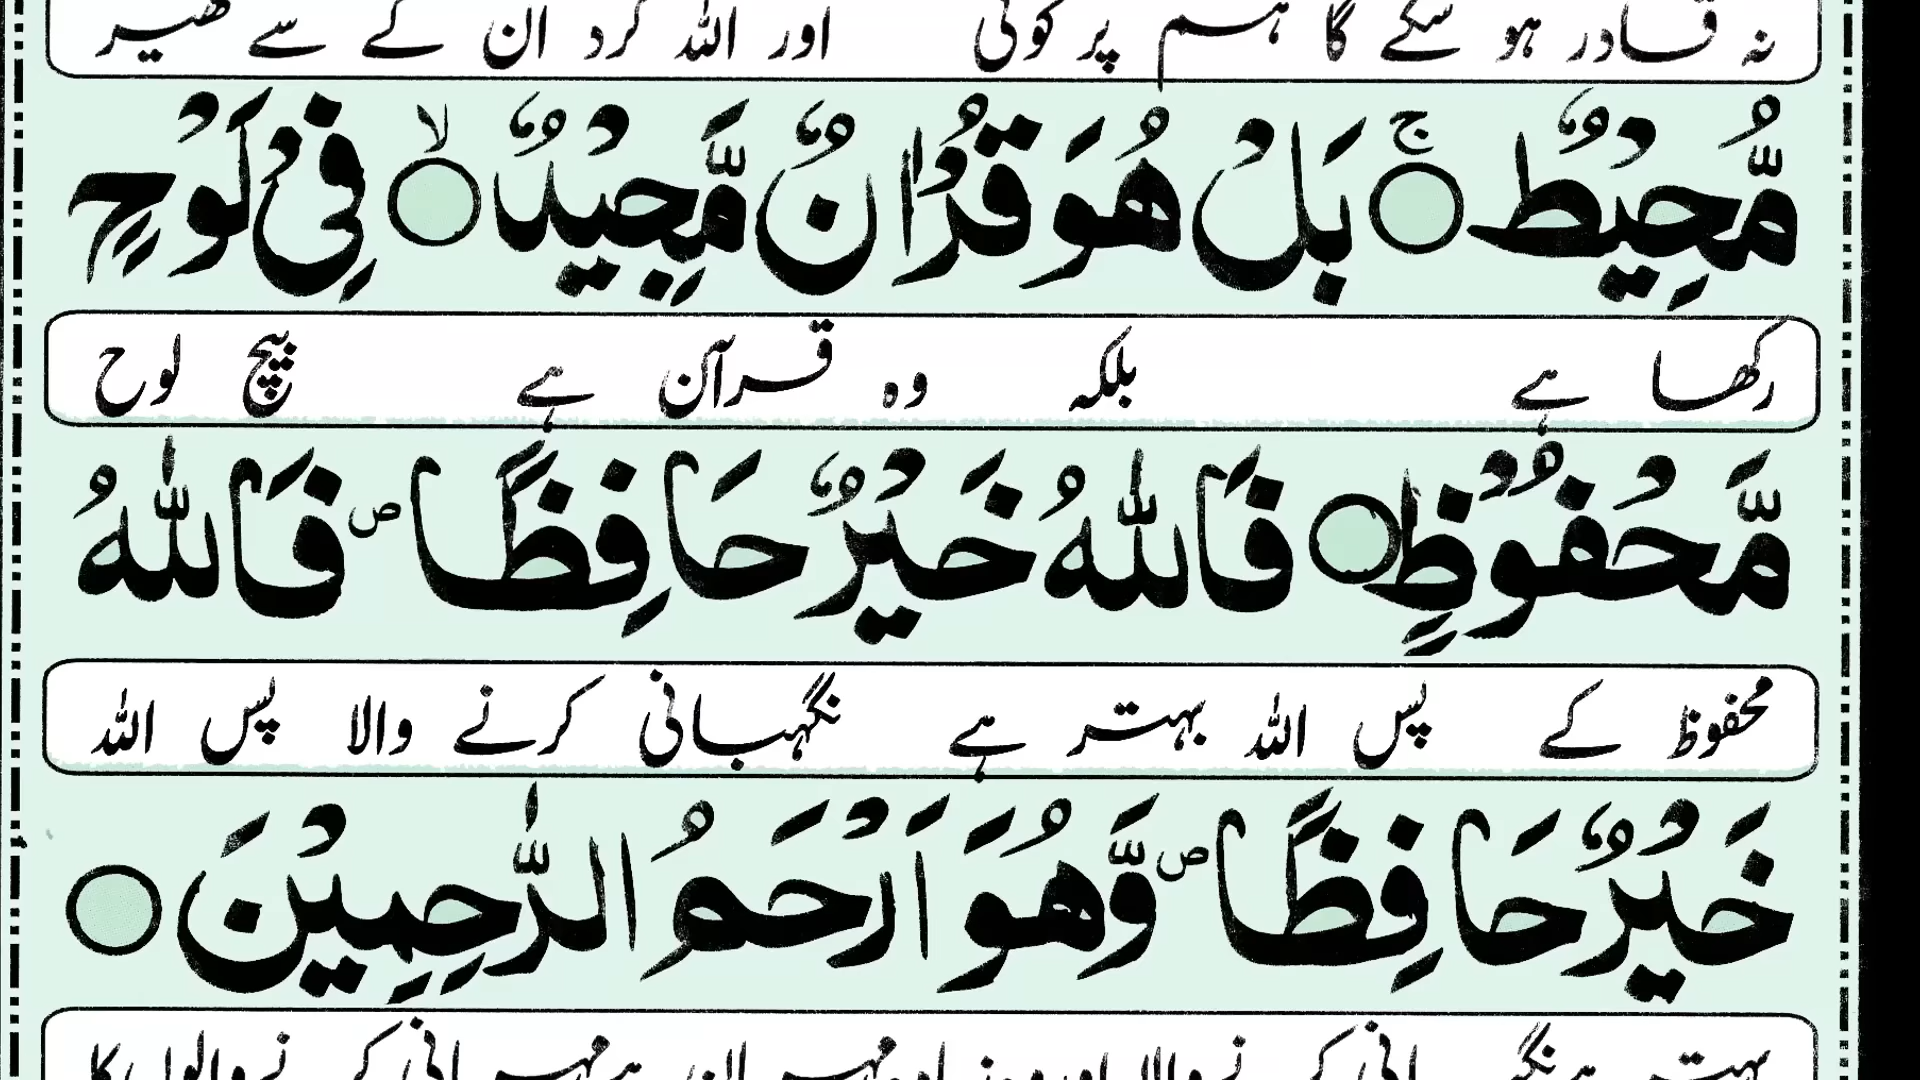 نہ قادر ہو سکے گا ہم پر کوئی اور اللہ گرد ان کے سے گھیر
مُّحِيْطٌ ۚ بَلْ هُوَ قُرْاٰنٌ مَّجِيْدٌ ۙ فِيْ لَوْحٍ
رکھا ہے بلکہ وہ قرآن ہے بیچ لوح
مَّحْفُوْظٍ فَاللّٰهُ خَيْرٌ حَافِظًا ص فَاللّٰهُ
محفوظ کے پس اللہ بہتر ہے نگہبانی کرنے والا پس اللہ
خَيْرٌ حَافِظًا ص وَّهُوَ اَرْحَمُ الرّٰحِمِيْنَ